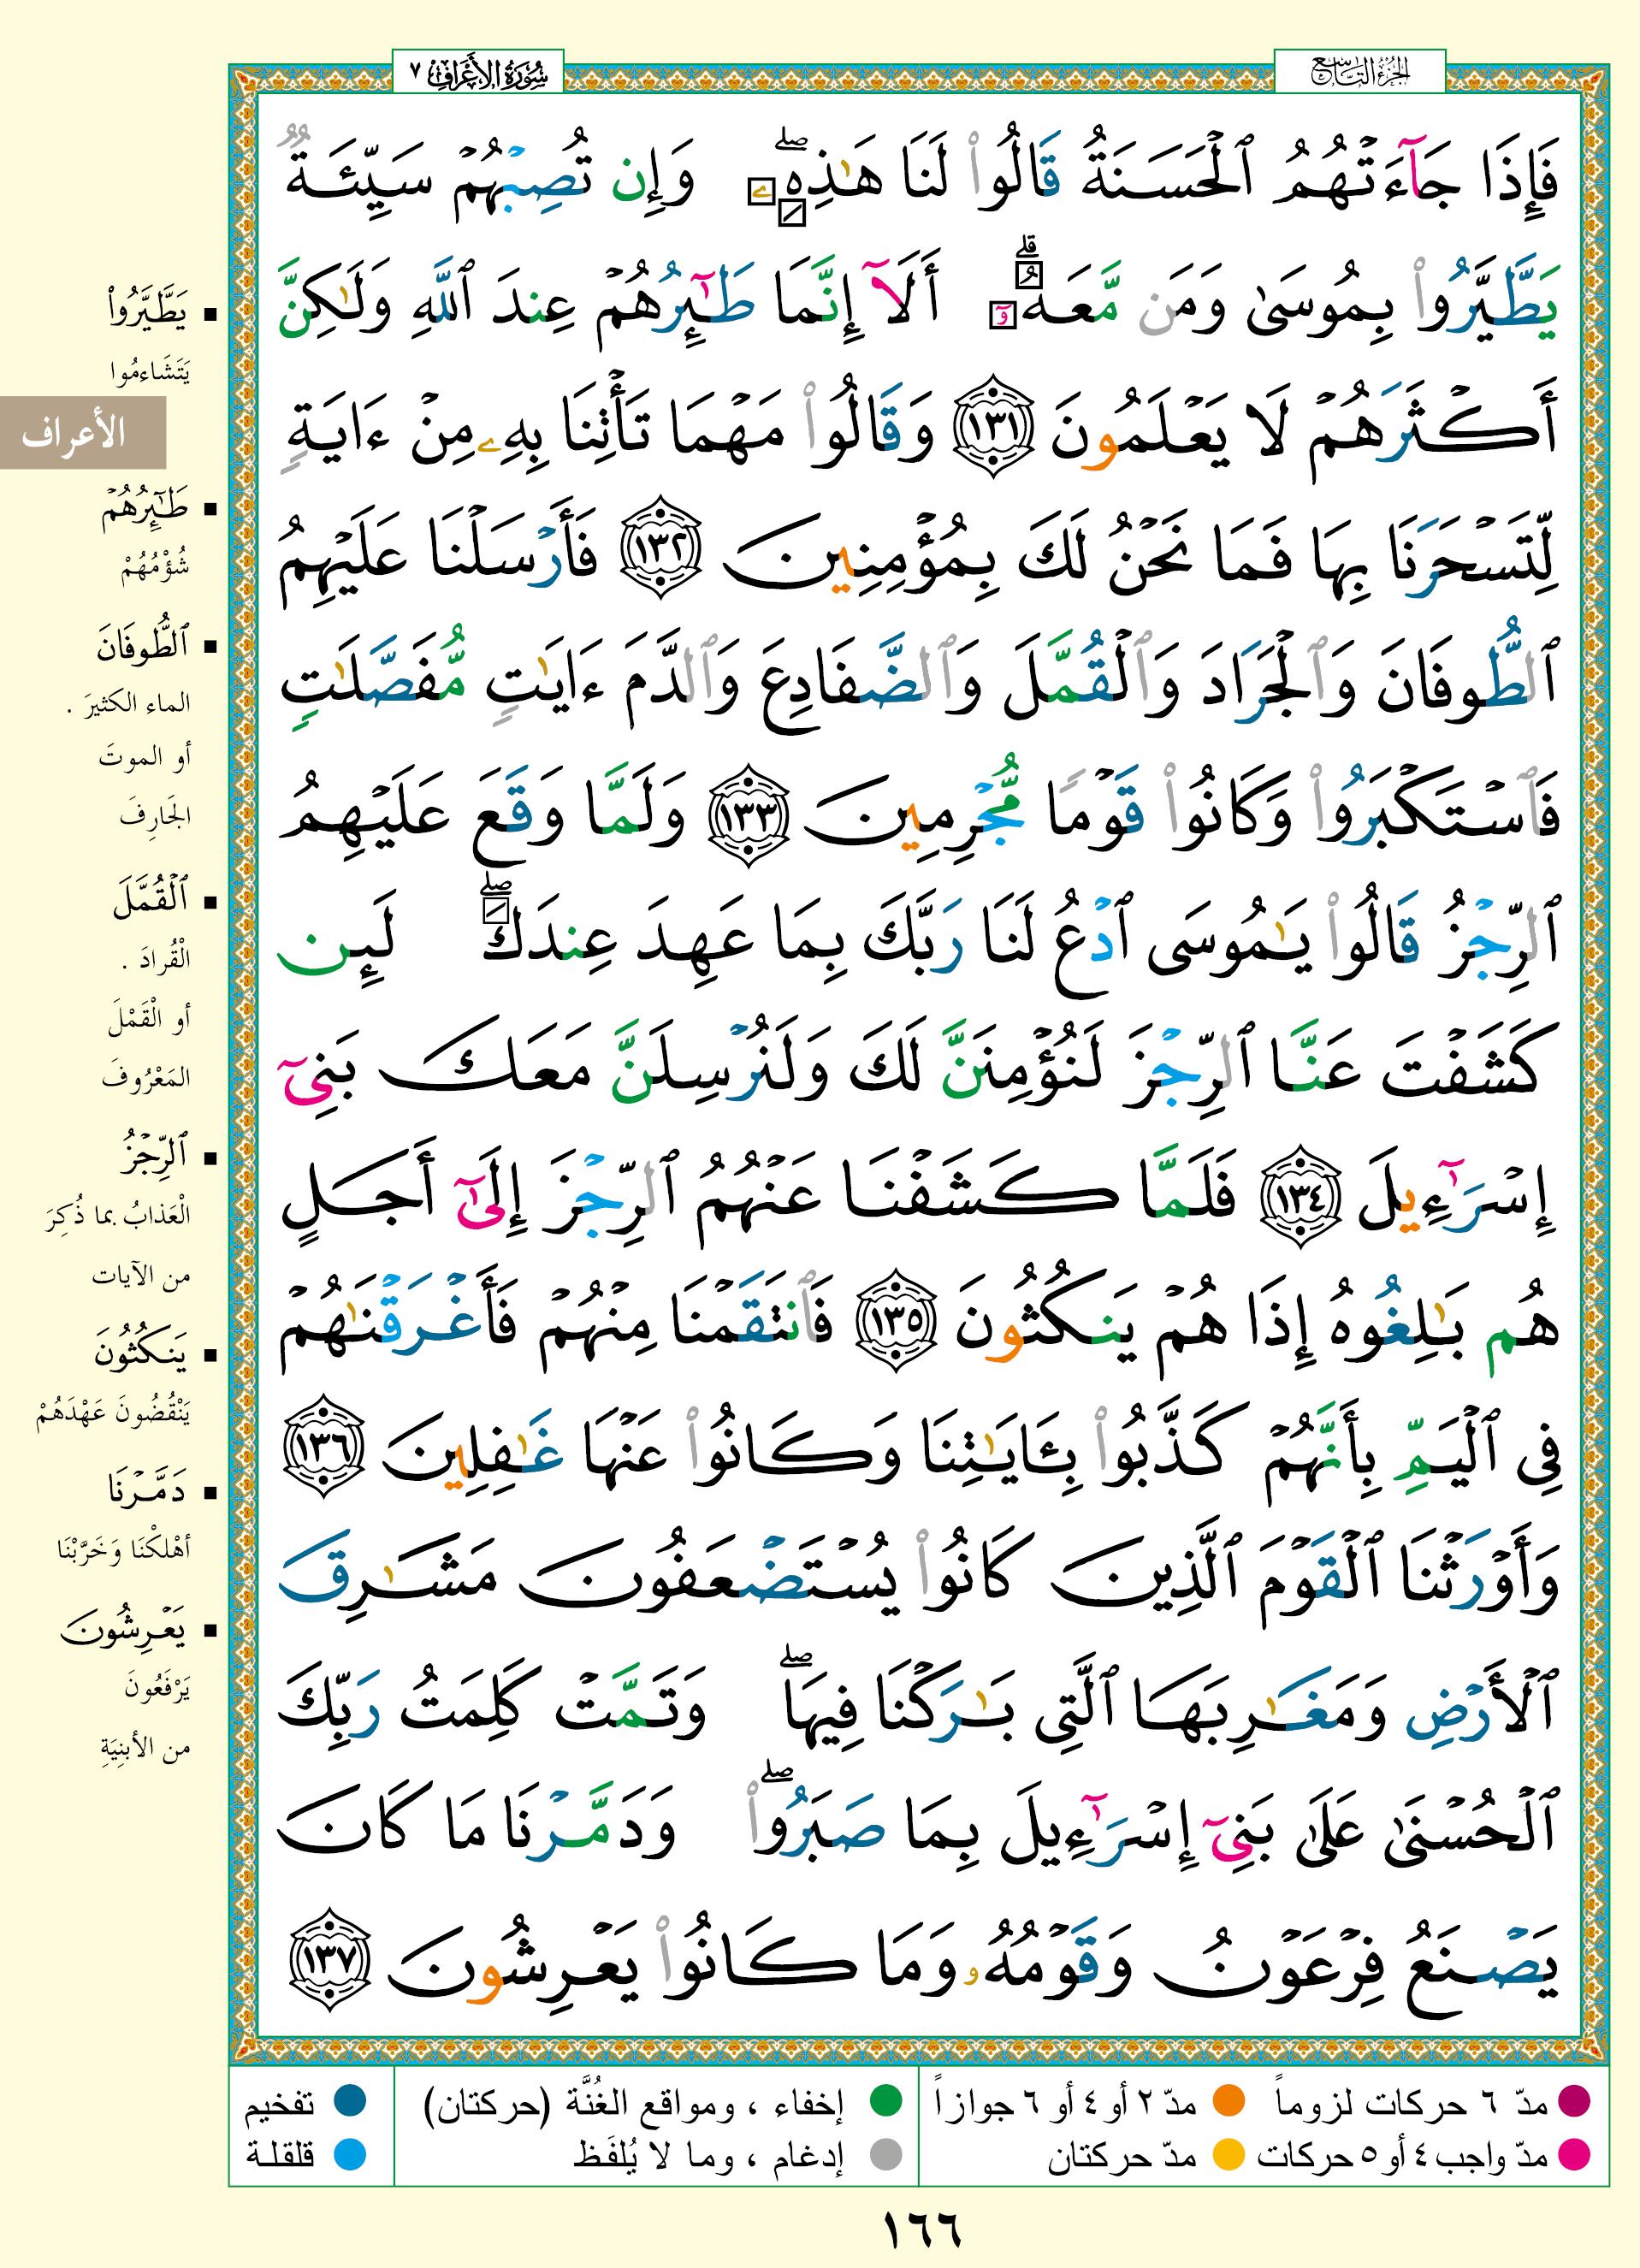 الجزء التاسع
سورة الأعراف ٧
فَإِذَا جَآءَتْهُمُ ٱلْحَسَنَةُ قَالُوا۟ لَنَا هَـٰذِهِۦ ۖ وَإِن تُصِبْهُمْ سَيِّئَةٌ
يَطَّيَّرُوا۟ بِمُوسَىٰ وَمَن مَّعَهُۥٓ ۗ أَلَآ إِنَّمَا طَـٰٓئِرُهُمْ عِندَ ٱللَّهِ وَلَـٰكِنَّ
أَكْثَرَهُمْ لَا يَعْلَمُونَ ١٣١ وَقَالُوا۟ مَهْمَا تَأْتِنَا بِهِۦ مِنْ ءَايَةٍ
لِّتَسْحَرَنَا بِهَا فَمَا نَحْنُ لَكَ بِمُؤْمِنِينَ ١٣٢ فَأَرْسَلْنَا عَلَيْهِمُ
ٱلطُّوفَانَ وَٱلْجَرَادَ وَٱلْقُمَّلَ وَٱلضَّفَادِعَ وَٱلدَّمَ ءَايَـٰتٍ مُّفَصَّلَـٰتٍ
فَٱسْتَكْبَرُوا۟ وَكَانُوا۟ قَوْمًا مُّجْرِمِينَ ١٣٣ وَلَمَّا وَقَعَ عَلَيْهِمُ
ٱلرِّجْزُ قَالُوا۟ يَـٰمُوسَى ٱدْعُ لَنَا رَبَّكَ بِمَا عَهِدَ عِندَكَ ۖ لَئِن
كَشَفْتَ عَنَّا ٱلرِّجْزَ لَنُؤْمِنَنَّ لَكَ وَلَنُرْسِلَنَّ مَعَكَ بَنِىٓ
إِسْرَٰٓءِيلَ ١٣٤ فَلَمَّا كَشَفْنَا عَنْهُمُ ٱلرِّجْزَ إِلَىٰٓ أَجَلٍ
هُم بَـٰلِغُوهُ إِذَا هُمْ يَنكُثُونَ ١٣٥ فَٱنتَقَمْنَا مِنْهُمْ فَأَغْرَقْنَـٰهُمْ
فِى ٱلْيَمِّ بِأَنَّهُمْ كَذَّبُوا۟ بِـَٔايَـٰتِنَا وَكَانُوا۟ عَنْهَا غَـٰفِلِينَ ١٣٦
وَأَوْرَثْنَا ٱلْقَوْمَ ٱلَّذِينَ كَانُوا۟ يُسْتَضْعَفُونَ مَشَـٰرِقَ
ٱلْأَرْضِ وَمَغَـٰرِبَهَا ٱلَّتِى بَـٰرَكْنَا فِيهَا ۖ وَتَمَّتْ كَلِمَتُ رَبِّكَ
ٱلْحُسْنَىٰ عَلَىٰ بَنِىٓ إِسْرَٰٓءِيلَ بِمَا صَبَرُوا۟ ۖ وَدَمَّرْنَا مَا كَانَ
يَصْنَعُ فِرْعَوْنُ وَقَوْمُهُۥ وَمَا كَانُوا۟ يَعْرِشُونَ ١٣٧
▪ يَطَّيَّرُوا۟
يَتَشَاءمُوا
الأعراف
▪ طَـٰٓئِرُهُمْ
شُؤْمُهُمْ
▪ ٱلطُّوفَانَ
الماء الكثيرَ .
أو الموتَ
الجَارِفَ
▪ ٱلْقُمَّلَ
الْقُرادَ .
أو الْقَمْلَ
المَعْرُوفَ
▪ ٱلرِّجْزُ
الْعَذابُ بما ذُكِرَ
من الآيات
▪ يَنكُثُونَ
يَنْقُضُونَ عَهْدَهُمْ
▪ دَمَّرْنَا
أهْلكْنَا وَخَرَّبْنَا
▪ يَعْرِشُونَ
يَرْفَعُونَ
من الأبنِيَةِ
مدّ ٦ حركات لزوماً ● مدّ ٢ أو ٤ أو ٦ جوازاً
مدّ واجب ٤ أو ٥ حركات ● مدّ حركتان
إخفاء ، ومواقع الغُنَّة (حركتان)
إدغام ، وما لا يُلفَظ
تفخيم
قلقلة
١٦٦